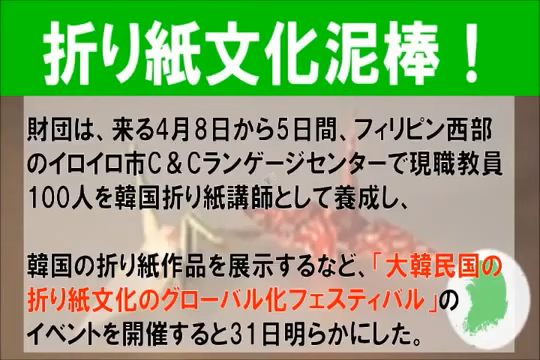 折り紙文化泥棒！
財団は、来る4月8日から5日間、フィリピン西部
のイロイロ市C＆Cランゲージセンターで現職教員
100人を韓国折り紙講師として養成し、
韓国の折り紙作品を展示するなど、「大韓民国の
折り紙文化のグローバル化フェスティバル」の
イベントを開催すると31日明らかにした。